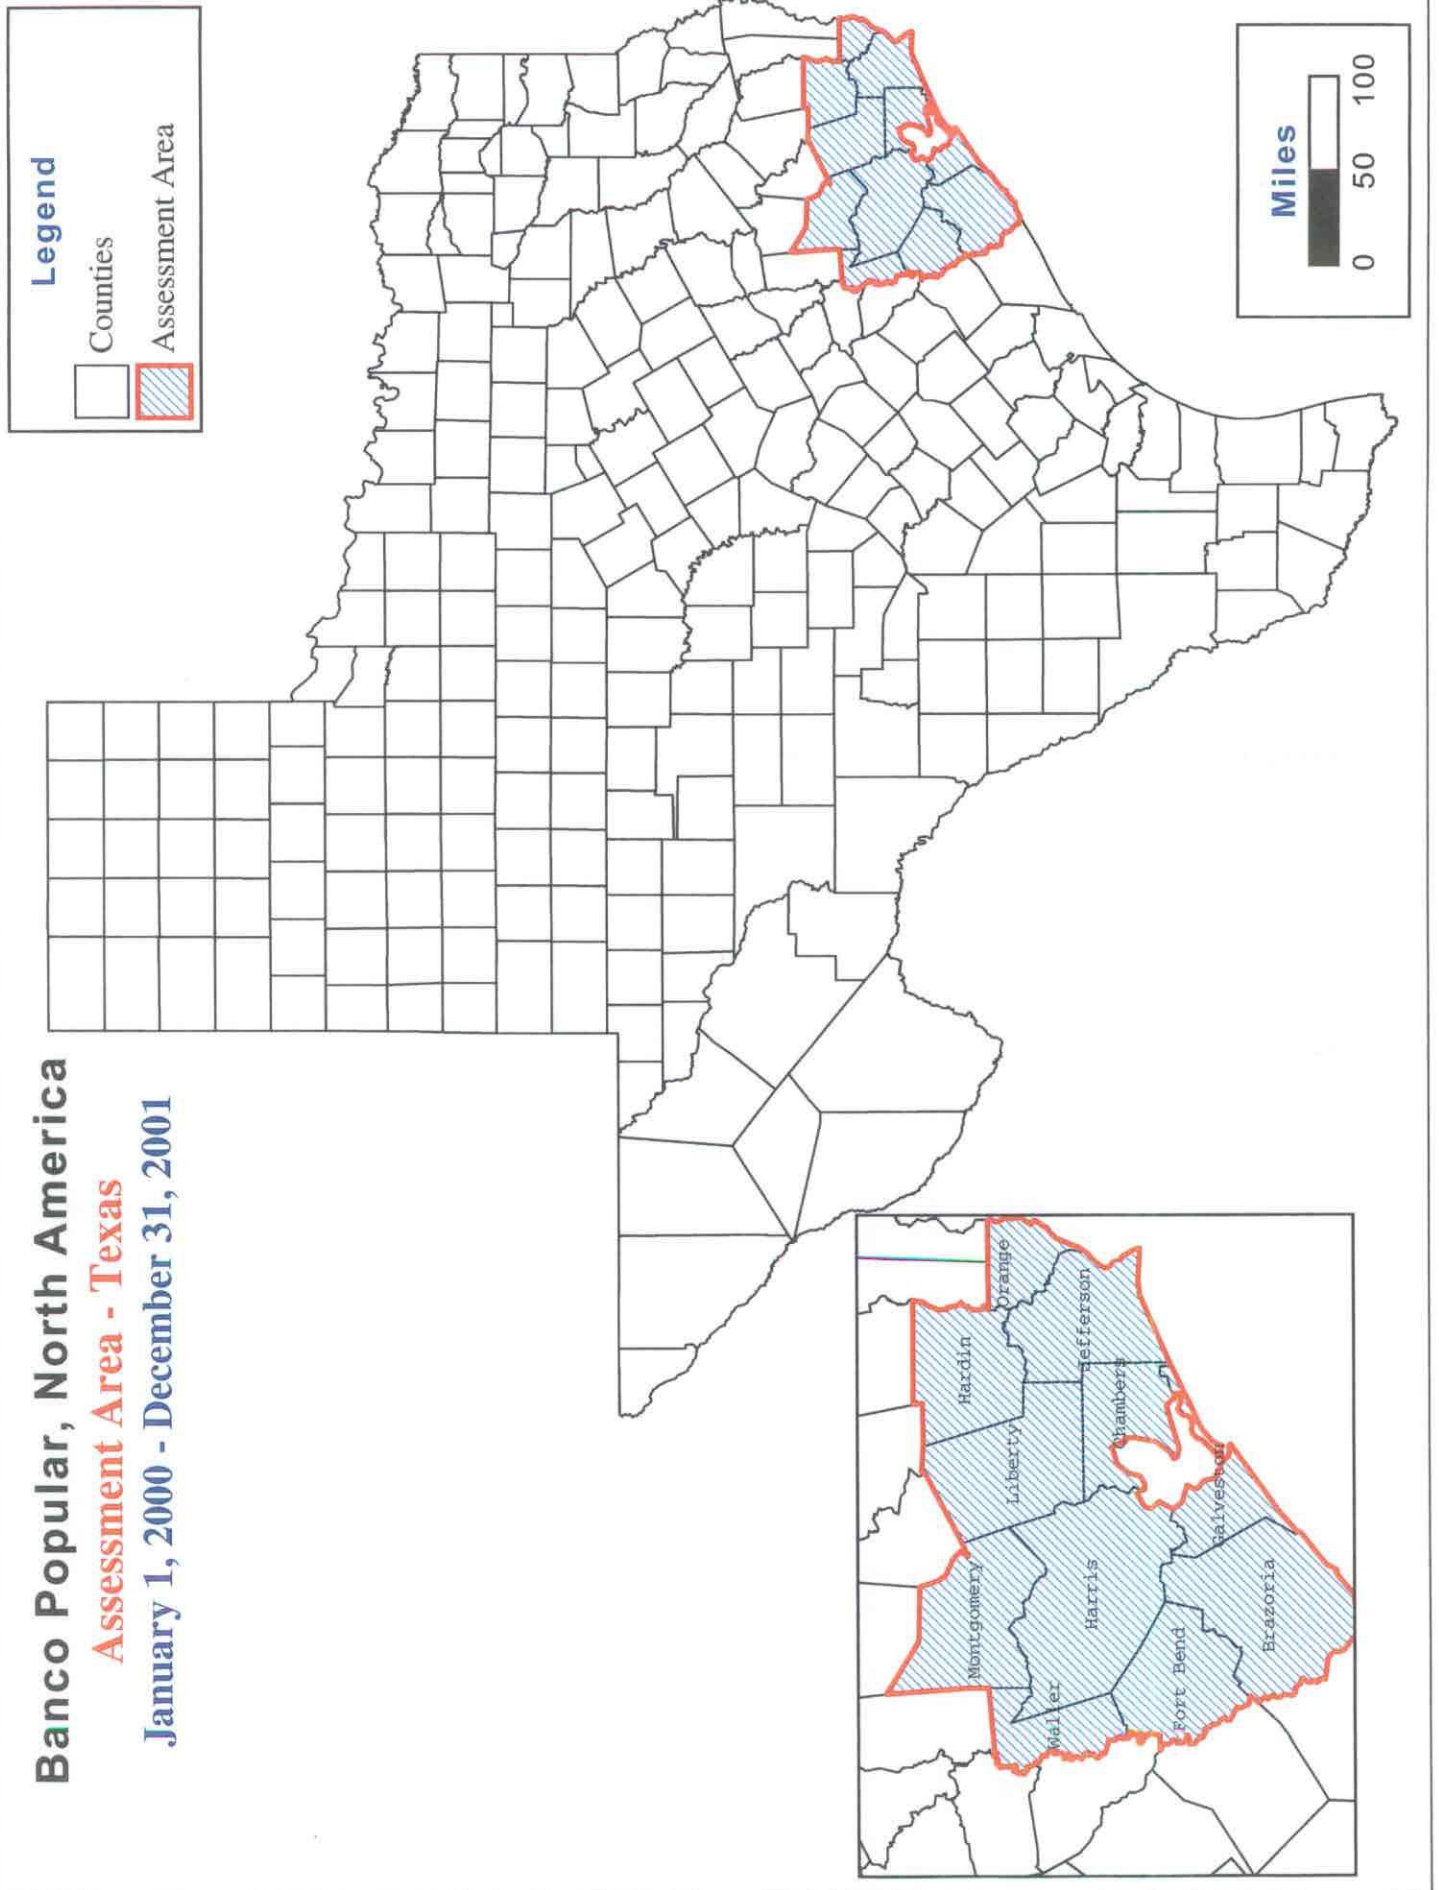 Banco Popular, North America
Assessment Area - Texas
January 1, 2000 - December 31, 2001
Legend
Counties
Assessment Area
Orange
Hardin
Jefferson
Liberty
Chambers
Galveston
Montgomery
Harris
Brazoria
Waller
Fort Bend
Miles
0 50 100